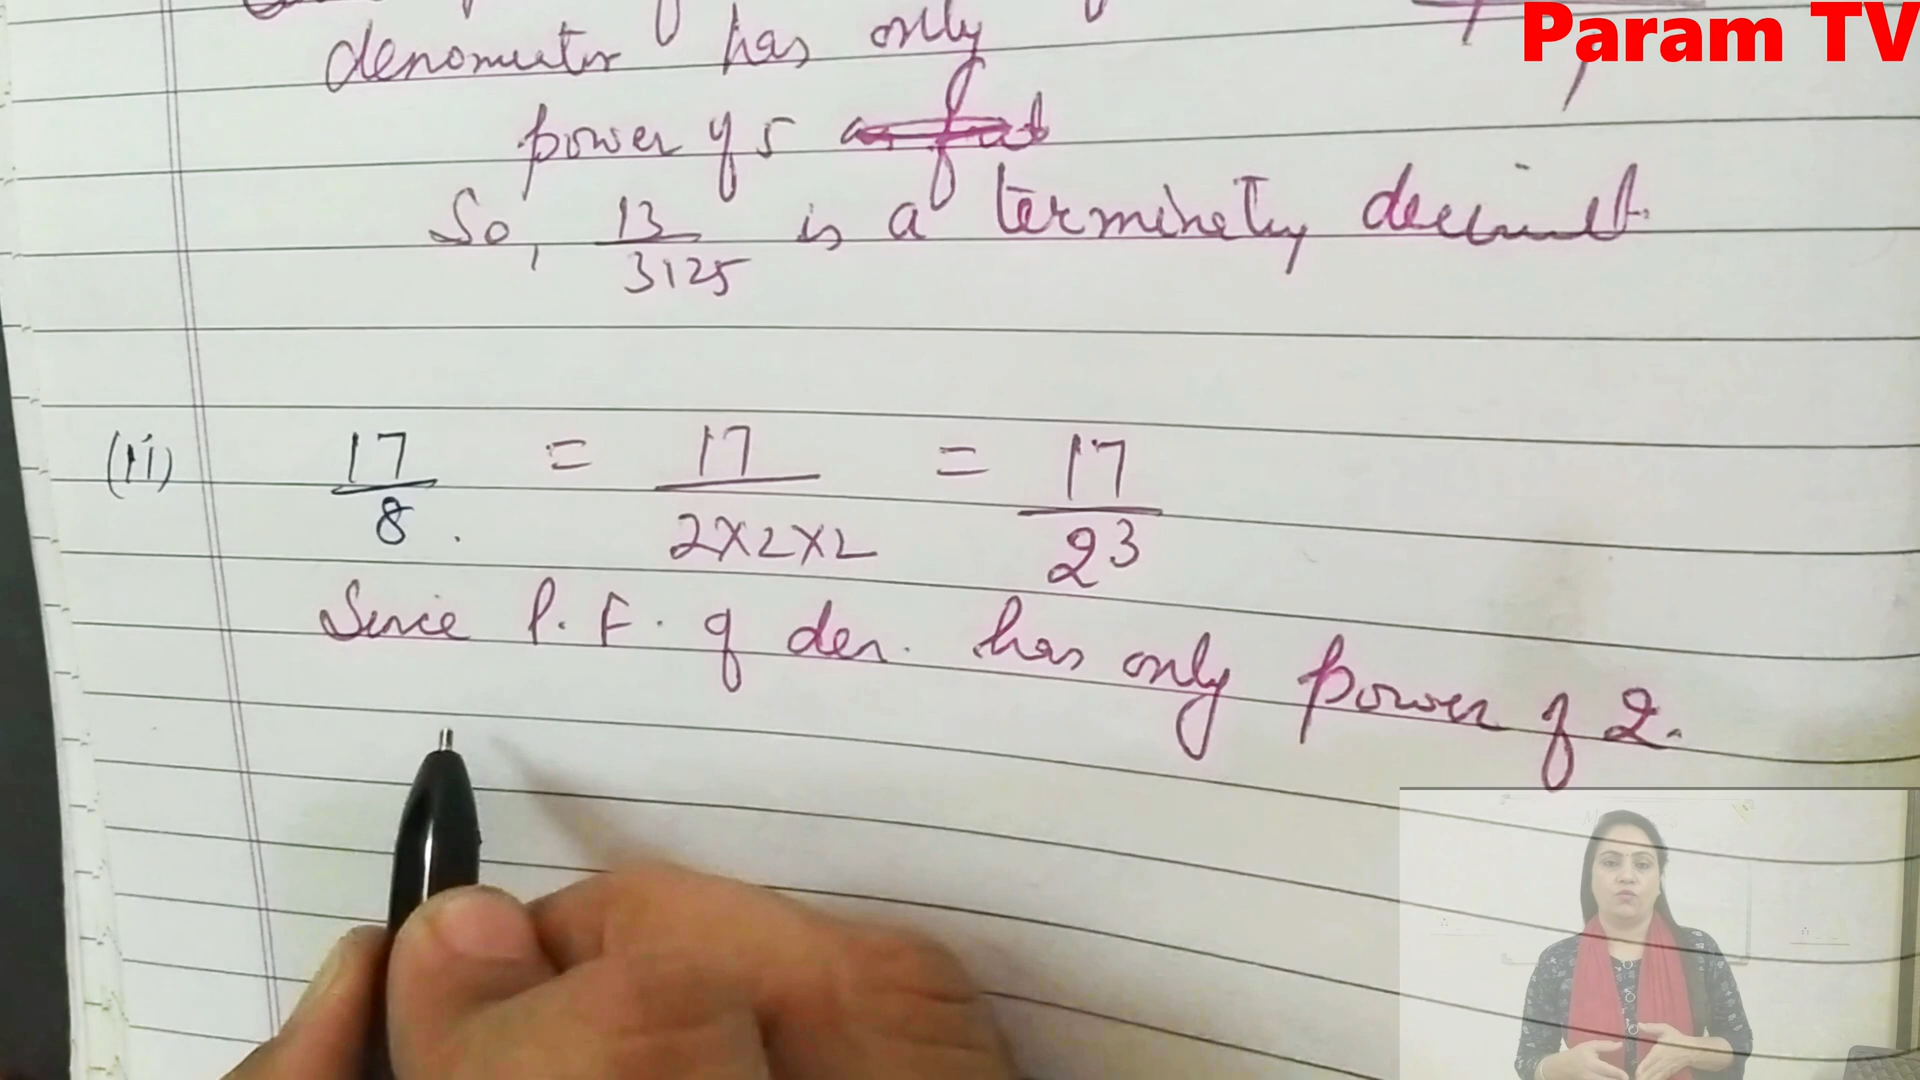 Param TV
denomintr has only
power of 5
So, 13/3125 is a terminating decimal.
(ii) 17/8. = 17/2×2×2 = 17/2³
Since P.F. of den. has only power of 2.